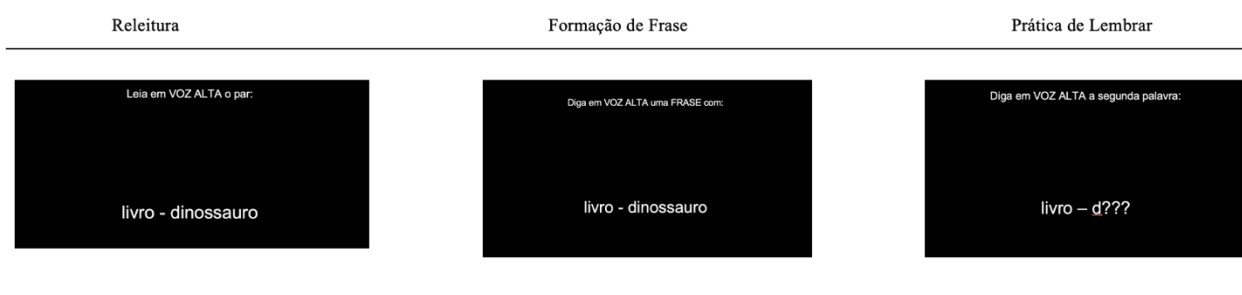 Releitura
Formação de Frase
Prática de Lembrar
Leia em VOZ ALTA o par:
livro - dinossauro
Diga em VOZ ALTA uma FRASE com:
livro - dinossauro
Diga em VOZ ALTA a segunda palavra:
livro – d???